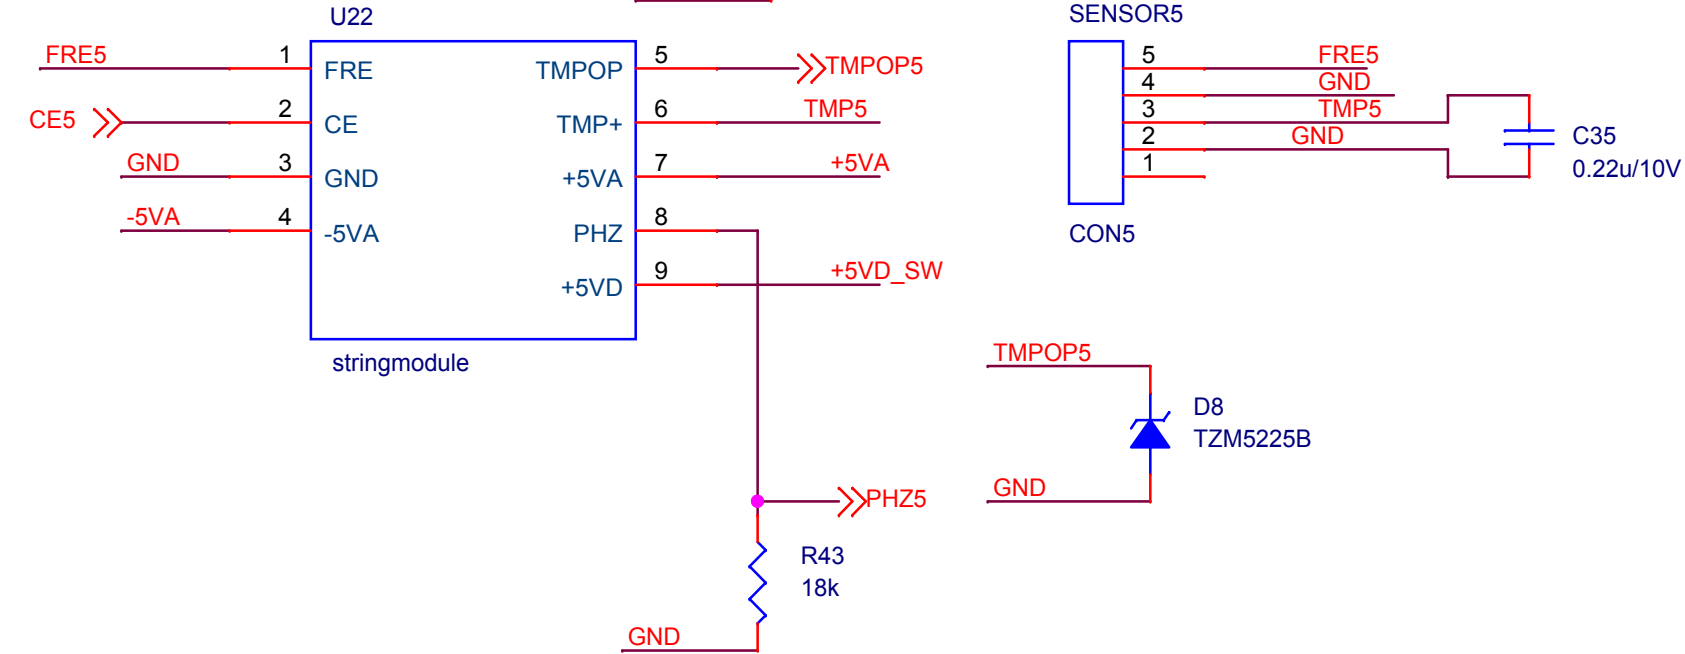 U22
FRE5
1
FRE
CE5
2
CE
GND
3
GND
-5VA
4
-5VA
TMPOP
5
TMPOP5
TMP+
6
TMP5
+5VA
7
+5VA
PHZ
8
+5VD
9
+5VD_SW
stringmodule
PHZ5
R43
18k
GND
SENSOR5
5
FRE5
4
GND
3
TMP5
2
GND
1
CON5
C35
0.22u/10V
TMPOP5
D8
TZM5225B
GND